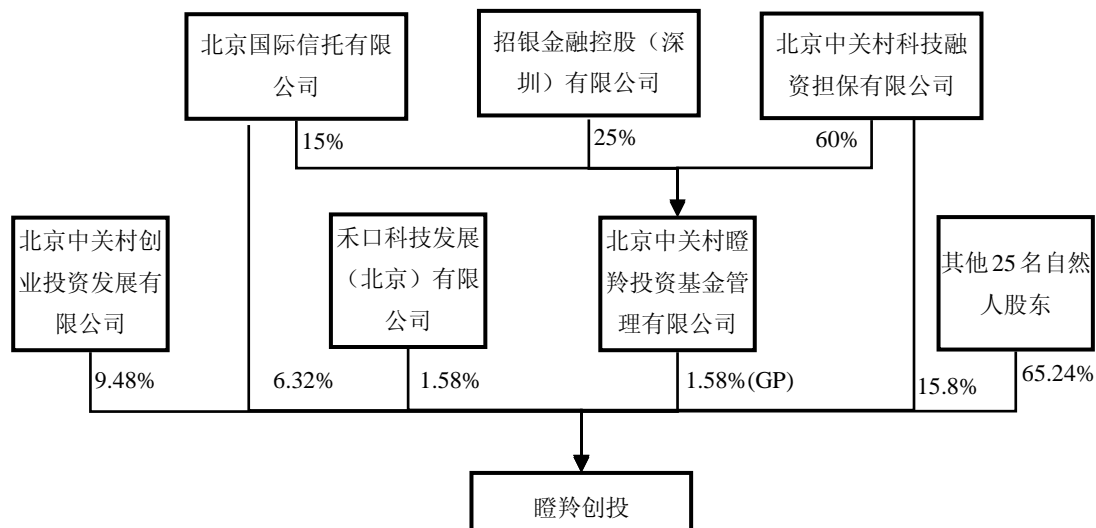 北京国际信托有限
公司
招银金融控股（深
圳）有限公司
北京中关村科技融
资担保有限公司
15%
25%
60%
北京中关村创
业投资发展有
限公司
禾口科技发展
（北京）有限
公司
北京中关村瞪
羚投资基金管
理有限公司
其他 25 名自然
人股东
9.48%
6.32%
1.58%
1.58%(GP)
15.8%
65.24%
瞪羚创投